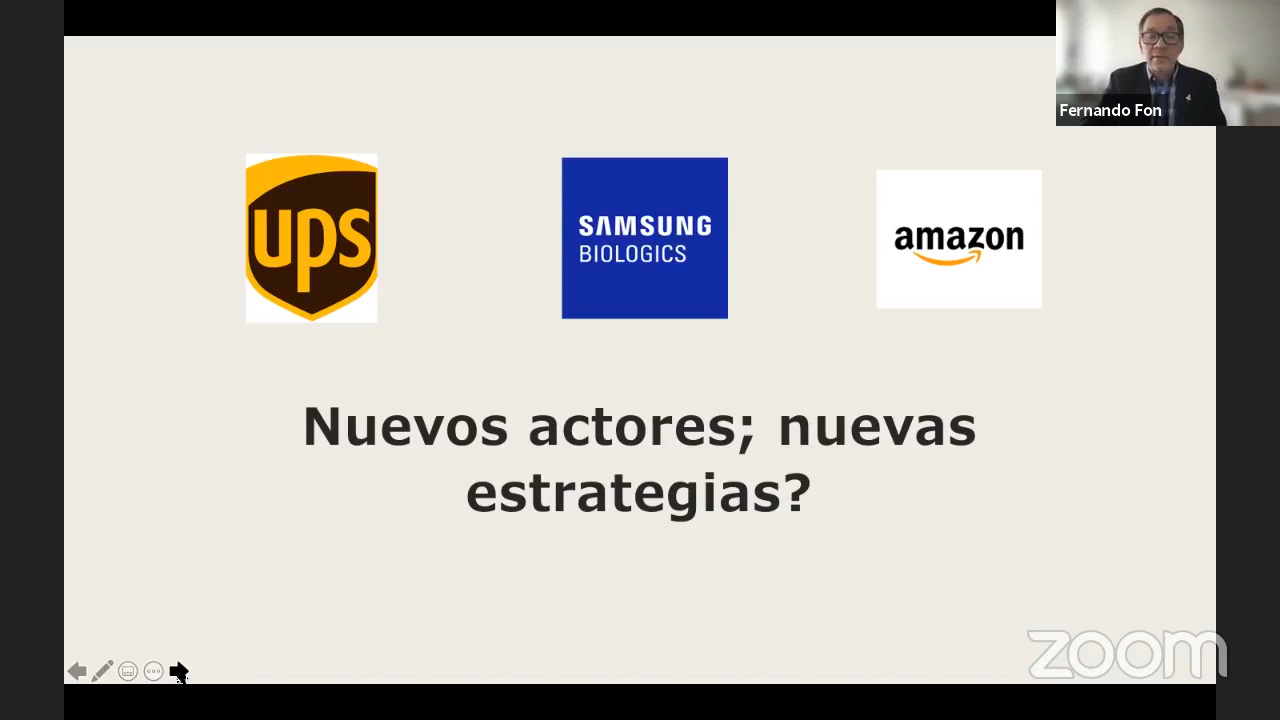 Fernando Fon
ups
SAMSUNG
BIOLOGICS
amazon
Nuevos actores; nuevas
estrategias?
zoom